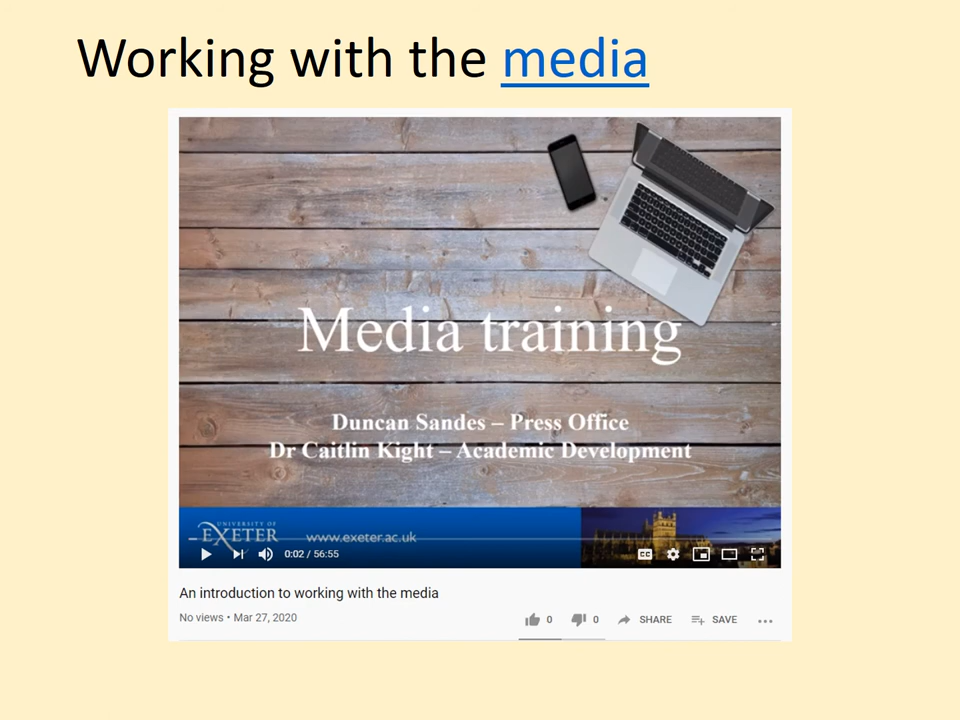 Working with the media
Media training
Duncan Sandes – Press Office
Dr Caitlin Kight – Academic Development
UNIVERSITY OF
EXETER
www.exeter.ac.uk
0:02 / 56:55
CC
An introduction to working with the media
No views • Mar 27, 2020
0
0
SHARE
SAVE